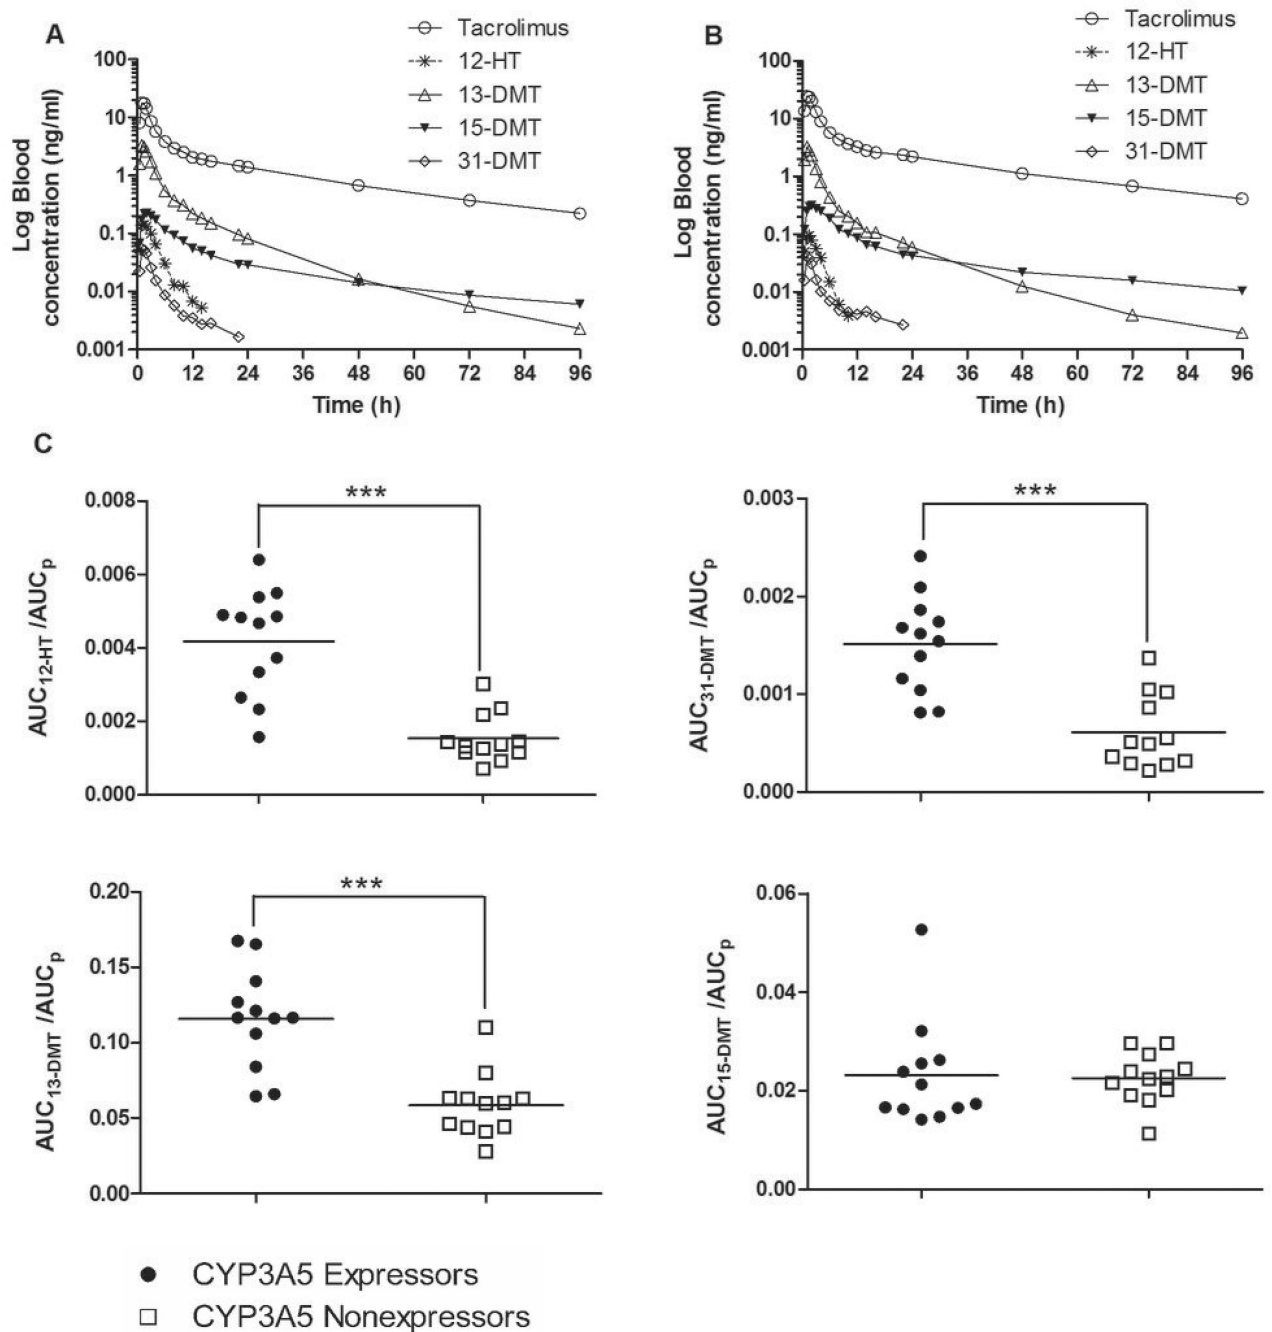 A
Tacrolimus
12-HT
13-DMT
15-DMT
31-DMT
Log Blood
concentration (ng/ml)
100
10
1
0.1
0.01
0.001
0 12 24 36 48 60 72 84 96
Time (h)
B
Tacrolimus
12-HT
13-DMT
15-DMT
31-DMT
Log Blood
concentration (ng/ml)
100
10
1
0.1
0.01
0.001
0 12 24 36 48 60 72 84 96
Time (h)
C
AUC12-HT /AUCp
0.008
0.006
0.004
0.002
0.000
***
AUC31-DMT /AUCp
0.003
0.002
0.001
0.000
***
AUC13-DMT /AUCp
0.20
0.15
0.10
0.05
0.00
***
AUC15-DMT /AUCp
0.06
0.04
0.02
0.00
CYP3A5 Expressors
CYP3A5 Nonexpressors